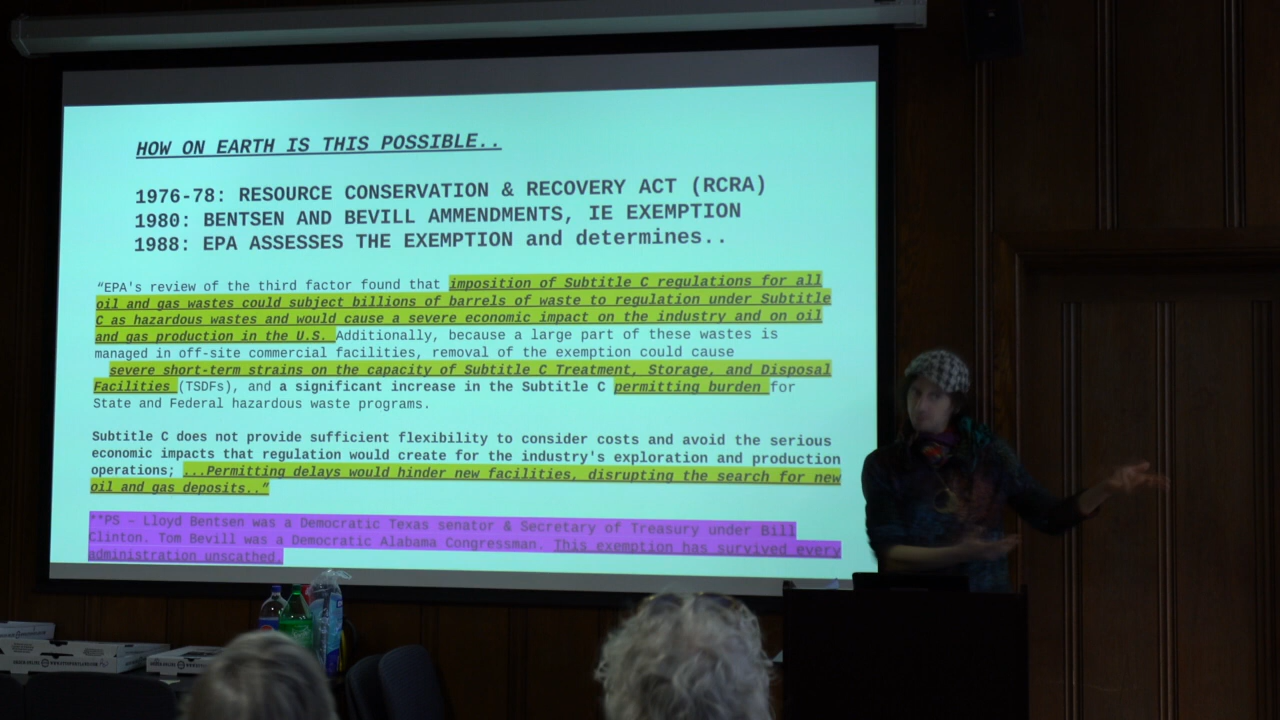 HOW ON EARTH IS THIS POSSIBLE..
1976-78: RESOURCE CONSERVATION & RECOVERY ACT (RCRA)
1980: BENTSEN AND BEVILL AMMENDMENTS, IE EXEMPTION
1988: EPA ASSESSES THE EXEMPTION and determines..
“EPA's review of the third factor found that imposition of Subtitle C regulations for all
oil and gas wastes could subject billions of barrels of waste to regulation under Subtitle
C as hazardous wastes and would cause a severe economic impact on the industry and on oil
and gas production in the U.S. Additionally, because a large part of these wastes is
managed in off-site commercial facilities, removal of the exemption could cause
severe short-term strains on the capacity of Subtitle C Treatment, Storage, and Disposal
Facilities (TSDFs), and a significant increase in the Subtitle C permitting burden for
State and Federal hazardous waste programs.
Subtitle C does not provide sufficient flexibility to consider costs and avoid the serious
economic impacts that regulation would create for the industry's exploration and production
operations; ...Permitting delays would hinder new facilities, disrupting the search for new
oil and gas deposits..”
**PS – Lloyd Bentsen was a Democratic Texas senator & Secretary of Treasury under Bill
Clinton. Tom Bevill was a Democratic Alabama Congressman. This exemption has survived every
administration unscathed.